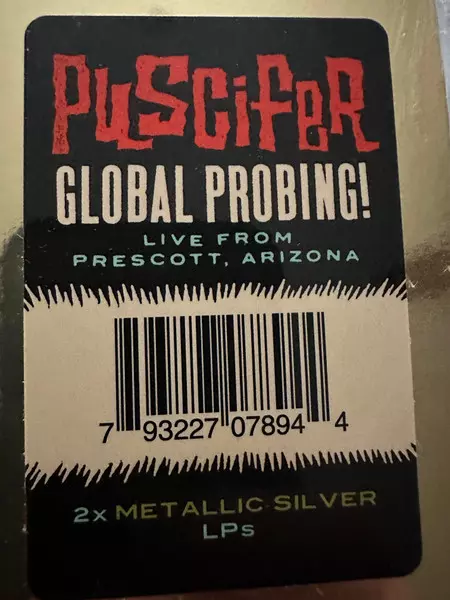 PUSCiFER
GLOBAL PROBING!
LIVE FROM
PRESCOTT, ARIZONA
7 93227 07894 4
2x METALLIC SILVER
LPs